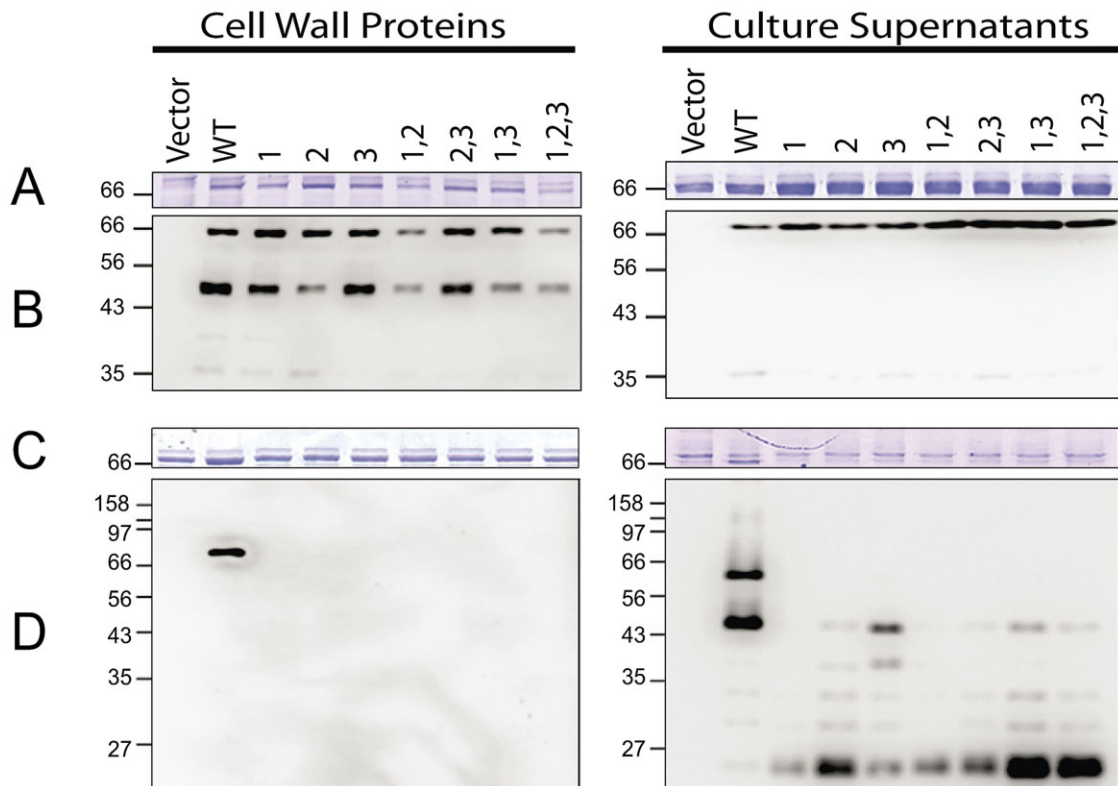 Cell Wall Proteins Culture Supernatants
Vector WT 1 2 3 1,2 2,3 1,3 1,2,3 Vector WT 1 2 3 1,2 2,3 1,3 1,2,3
A 66 66
66 66
56 56
B 43 43
35 35
C 66 66
158 158
97 97
66 66
56 56
D 43 43
35 35
27 27